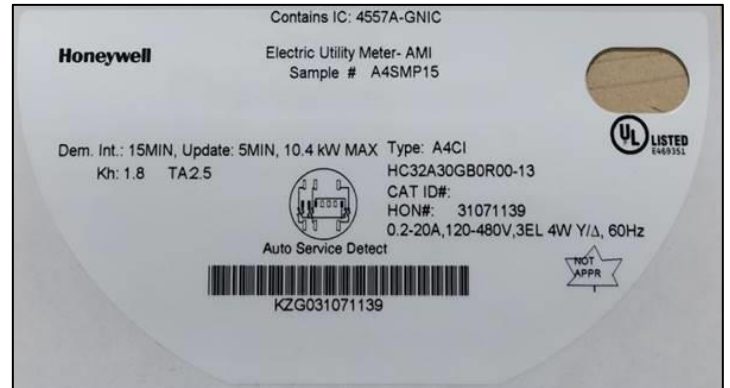 Contains IC: 4557A-GNIC
Honeywell
Electric Utility Meter- AMI
Sample # A4SMP15
UL LISTED
E469351
Dem. Int.: 15MIN, Update: 5MIN, 10.4 kW MAX Type: A4CI
Kh: 1.8 TA2.5
HC32A30GB0R00-13
CAT ID#:
HON#: 31071139
0.2-20A,120-480V,3EL 4W Y/Δ, 60Hz
Auto Service Detect
NOT
APPR
KZG031071139